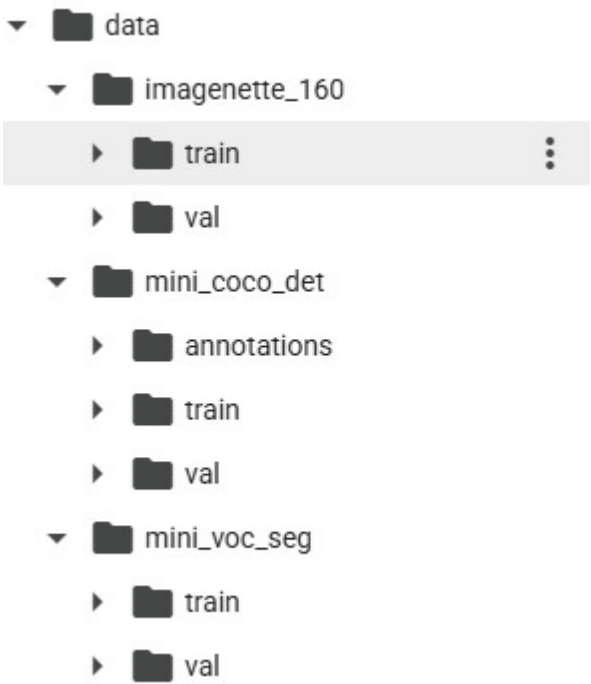 data
imagenette_160
train
val
mini_coco_det
annotations
train
val
mini_voc_seg
train
val